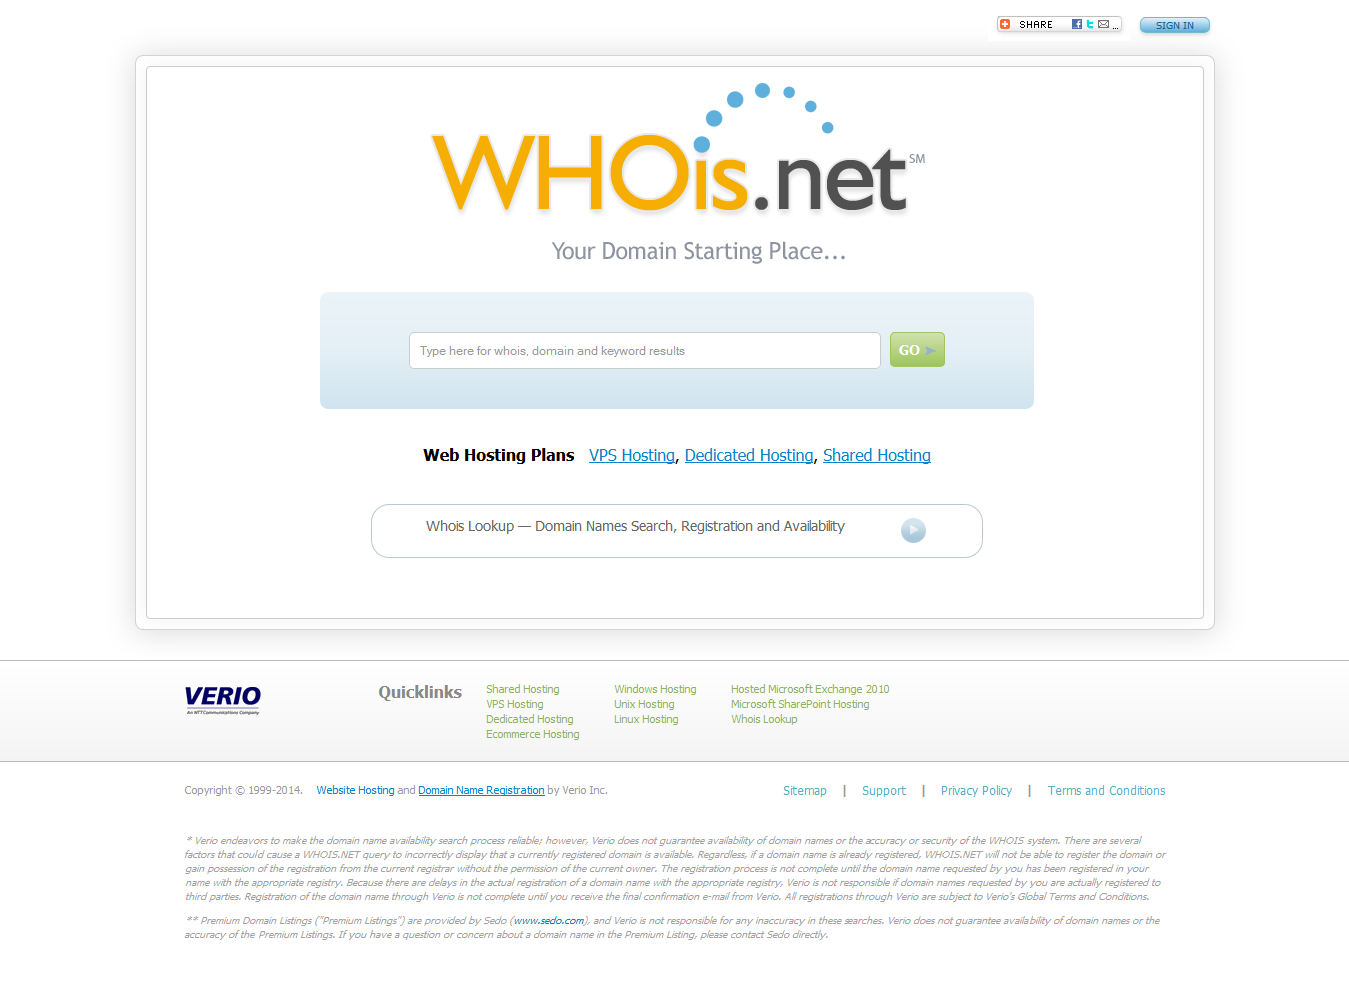 SHARE ...
SIGN IN
WHOis.net SM
Your Domain Starting Place...
Type here for whois, domain and keyword results
GO
Web Hosting Plans VPS Hosting, Dedicated Hosting, Shared Hosting
Whois Lookup — Domain Names Search, Registration and Availability
VERIO
An NTT Communications Company
Quicklinks
Shared Hosting
VPS Hosting
Dedicated Hosting
Ecommerce Hosting
Windows Hosting
Unix Hosting
Linux Hosting
Hosted Microsoft Exchange 2010
Microsoft SharePoint Hosting
Whois Lookup
Copyright © 1999-2014. Website Hosting and Domain Name Registration by Verio Inc.
Sitemap | Support | Privacy Policy | Terms and Conditions
* Verio endeavors to make the domain name availability search process reliable; however, Verio does not guarantee availability of domain names or the accuracy or security of the WHOIS system. There are several
factors that could cause a WHOIS.NET query to incorrectly display that a currently registered domain is available. Regardless, if a domain name is already registered, WHOIS.NET will not be able to register the domain or
gain possession of the registration from the current registrar without the permission of the current owner. The registration process is not complete until the domain name requested by you has been registered in your
name with the appropriate registry. Because there are delays in the actual registration of a domain name with the appropriate registry, Verio is not responsible if domain names requested by you are actually registered to
third parties. Registration of the domain name through Verio is not complete until you receive the final confirmation e-mail from Verio. All registrations through Verio are subject to Verio's Global Terms and Conditions.
** Premium Domain Listings ("Premium Listings") are provided by Sedo (www.sedo.com), and Verio is not responsible for any inaccuracy in these searches. Verio does not guarantee availability of domain names or the
accuracy of the Premium Listings. If you have a question or concern about a domain name in the Premium Listing, please contact Sedo directly.